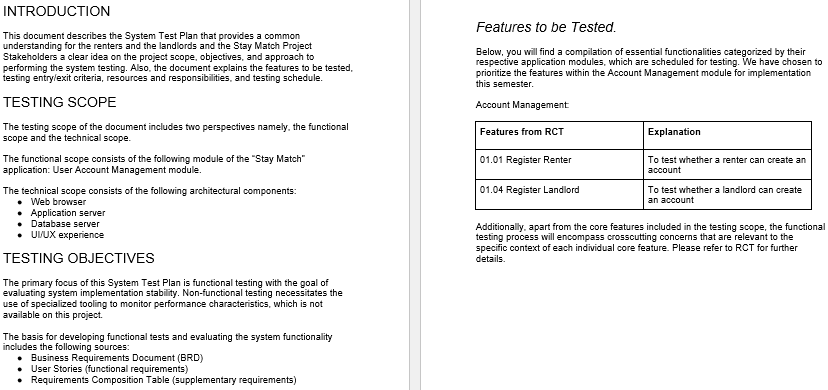 INTRODUCTION
This document describes the System Test Plan that provides a common
understanding for the renters and the landlords and the Stay Match Project
Stakeholders a clear idea on the project scope, objectives, and approach to
performing the system testing. Also, the document explains the features to be tested,
testing entry/exit criteria, resources and responsibilities, and testing schedule.
TESTING SCOPE
The testing scope of the document includes two perspectives namely, the functional
scope and the technical scope.
The functional scope consists of the following module of the "Stay Match"
application: User Account Management module.
The technical scope consists of the following architectural components:
● Web browser
● Application server
● Database server
● UI/UX experience
TESTING OBJECTIVES
The primary focus of this System Test Plan is functional testing with the goal of
evaluating system implementation stability. Non-functional testing necessitates the
use of specialized tooling to monitor performance characteristics, which is not
available on this project.
The basis for developing functional tests and evaluating the system functionality
includes the following sources:
● Business Requirements Document (BRD)
● User Stories (functional requirements)
● Requirements Composition Table (supplementary requirements)
Features to be Tested.
Below, you will find a compilation of essential functionalities categorized by their
respective application modules, which are scheduled for testing. We have chosen to
prioritize the features within the Account Management module for implementation
this semester.
Account Management:
Features from RCT
Explanation
01.01 Register Renter
To test whether a renter can create an
account
01.04 Register Landlord
To test whether a landlord can create
an account
Additionally, apart from the core features included in the testing scope, the functional
testing process will encompass crosscutting concerns that are relevant to the
specific context of each individual core feature. Please refer to RCT for further
details.